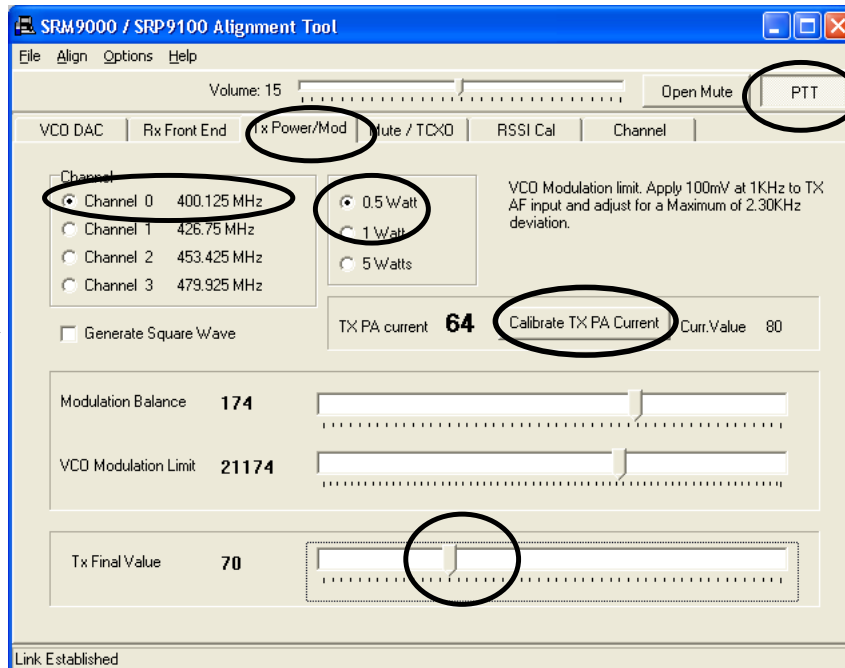 SRM9000 / SRP9100 Alignment Tool
File Align Options Help
Volume: 15 Open Mute PTT
VCO DAC Rx Front End Tx Power/Mod Mute / TCXO RSSI Cal Channel
Channel
Channel 0 400.125 MHz
Channel 1 426.75 MHz
Channel 2 453.425 MHz
Channel 3 479.925 MHz
0.5 Watt
1 Watt
5 Watts
VCO Modulation limit. Apply 100mV at 1KHz to TX
AF input and adjust for a Maximum of 2.30KHz
deviation.
Generate Square Wave
TX PA current 64 Calibrate TX PA Current Curr.Value 80
Modulation Balance 174
VCO Modulation Limit 21174
Tx Final Value 70
Link Established